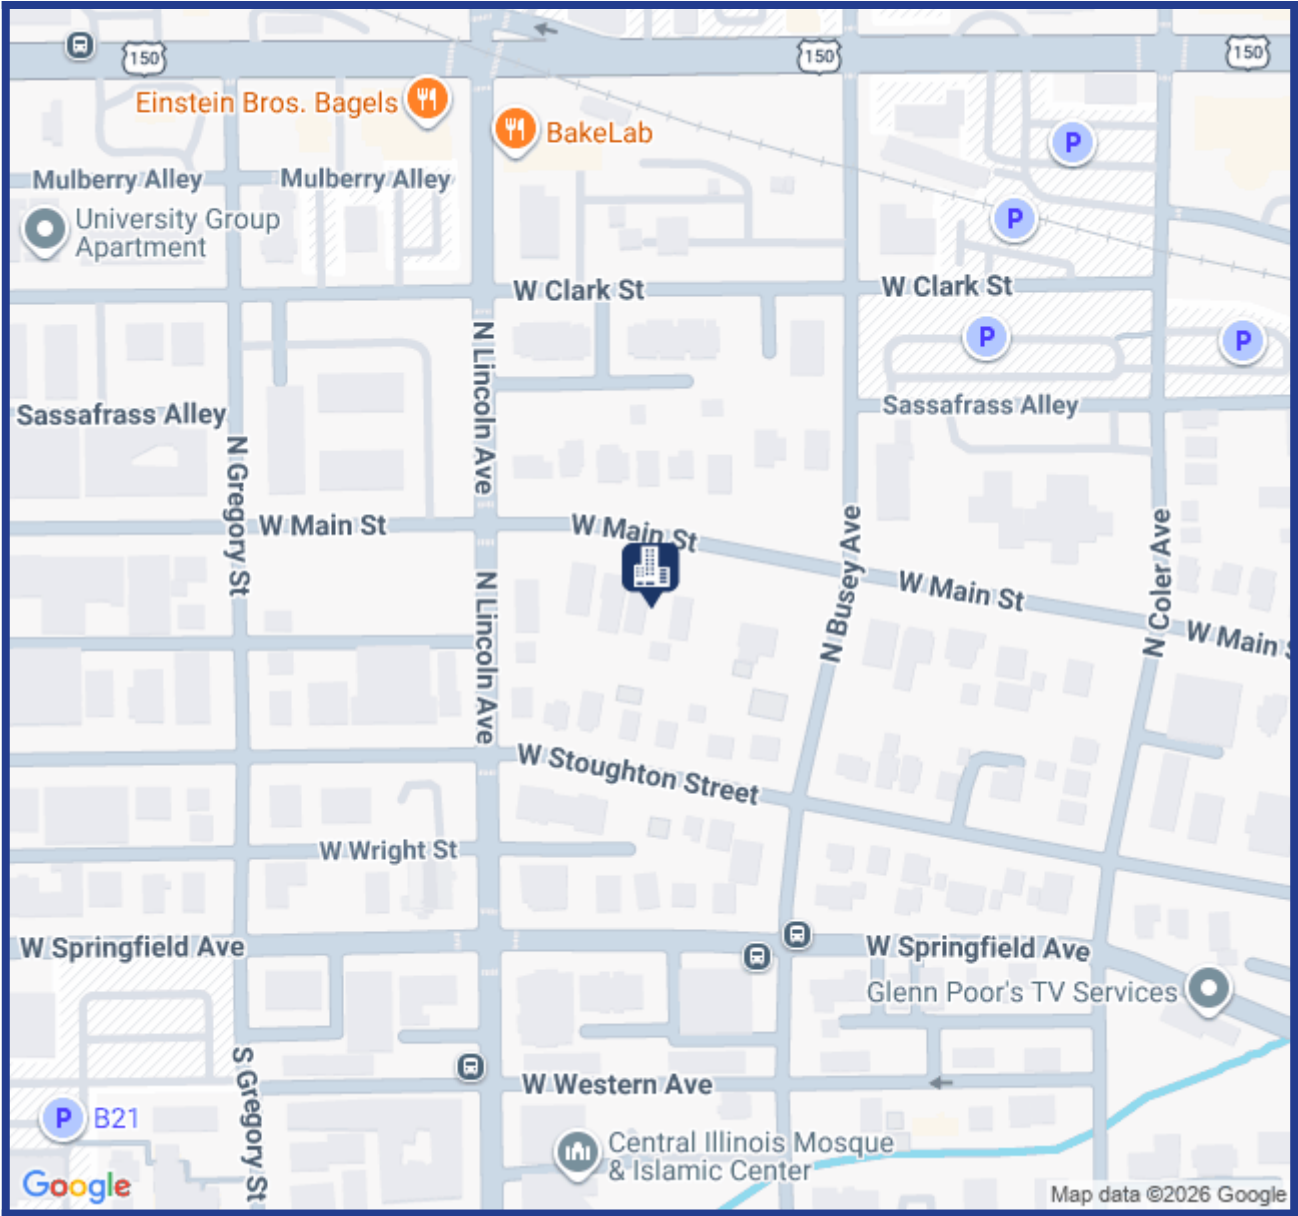 150
150
150
Einstein Bros. Bagels
BakeLab
P
Mulberry Alley
Mulberry Alley
University Group
Apartment
P
W Clark St
W Clark St
N Lincoln Ave
P
P
Sassafrass Alley
Sassafrass Alley
N Gregory St
W Main St
W Main St
N Busey Ave
N Coler Ave
W Main St
W Main S
N Lincoln Ave
W Stoughton Street
W Wright St
W Springfield Ave
W Springfield Ave
Glenn Poor's TV Services
S Gregory St
W Western Ave
P
B21
Central Illinois Mosque
& Islamic Center
Google
Map data ©2026 Google